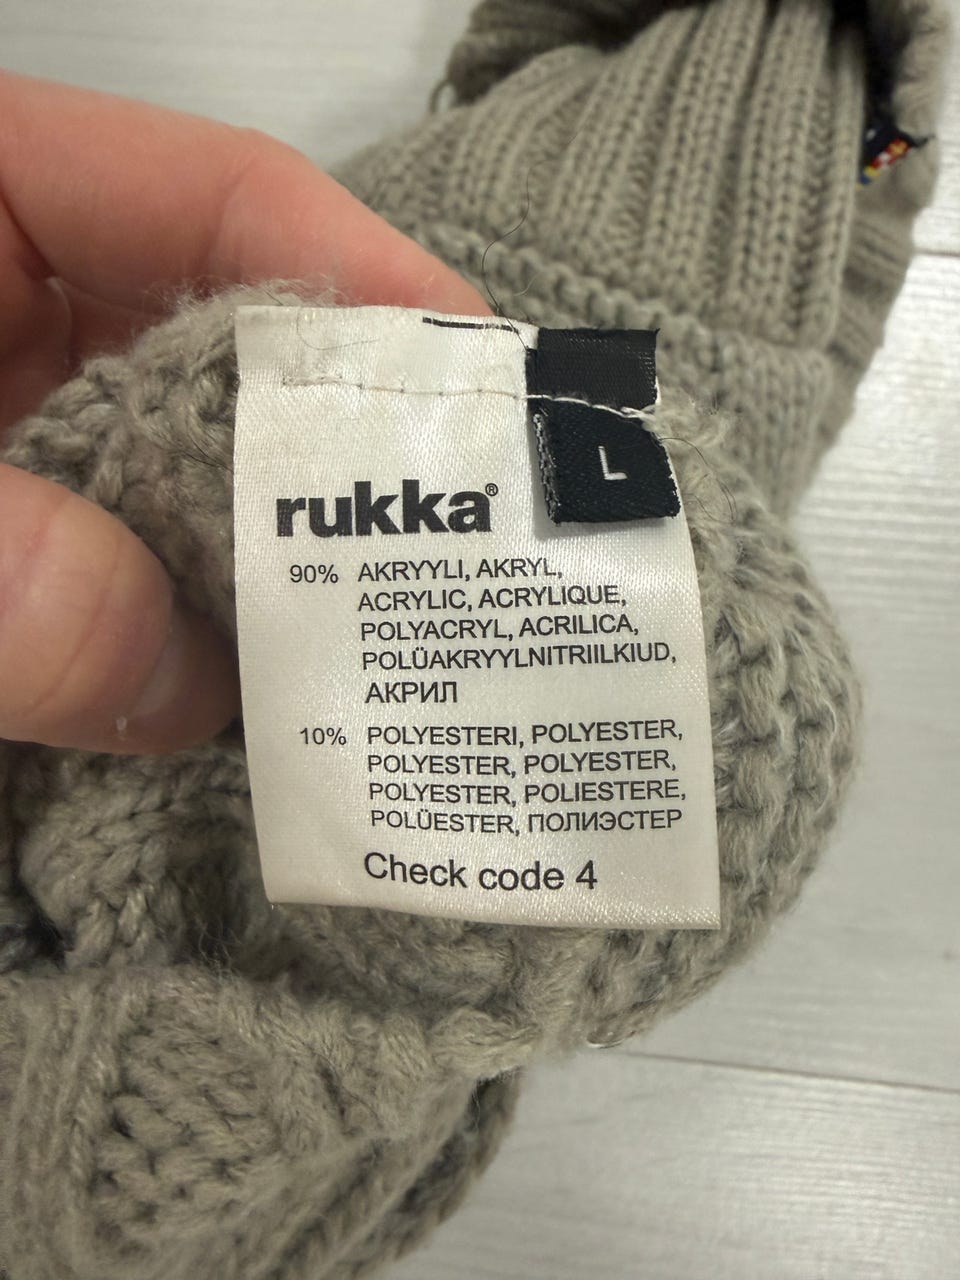 L
rukka®
90% AKRYYLI, AKRYL,
ACRYLIC, ACRYLIQUE,
POLYACRYL, ACRILICA,
POLÜAKRYYLNITRIILKIUD,
АКРИЛ
10% POLYESTERI, POLYESTER,
POLYESTER, POLYESTER,
POLYESTER, POLIESTERE,
POLÜESTER, ПОЛИЭСТЕР
Check code 4